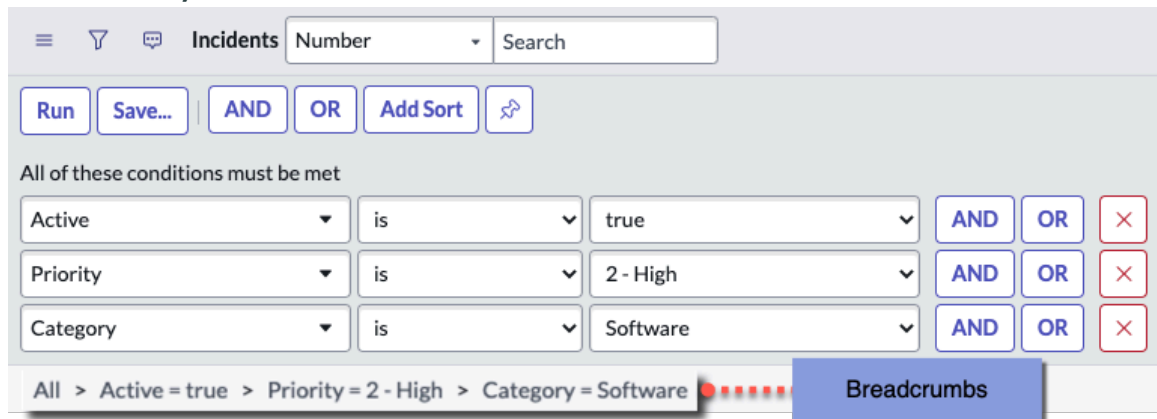 Incidents Number Search
Run Save... AND OR Add Sort
All of these conditions must be met
Active is true AND OR
Priority is 2 - High AND OR
Category is Software AND OR
All > Active = true > Priority = 2 - High > Category = Software Breadcrumbs